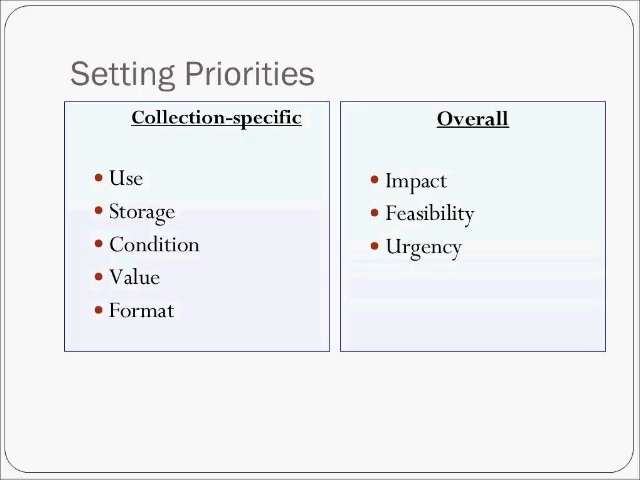 Setting Priorities
Collection-specific
Use
Storage
Condition
Value
Format
Overall
Impact
Feasibility
Urgency